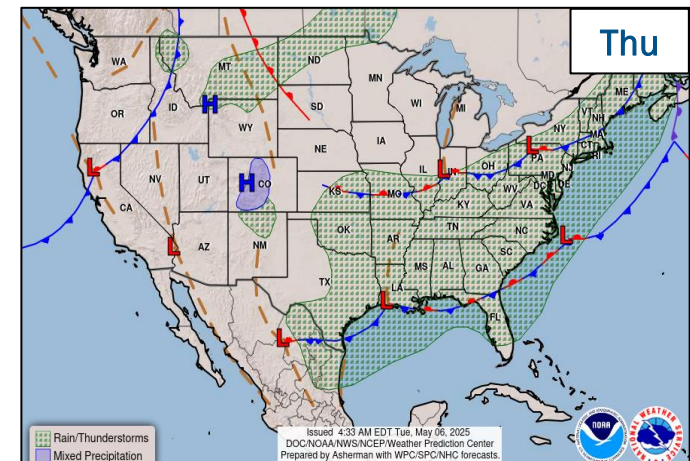 Thu
WA
MT
ND
MN
ME
OR
ID
WY
SD
WI
MI
VT
NH
NY
MA
CT
RI
H
NE
IA
IL
IN
OH
PA
NJ
MD
DE
DC
L
NV
UT
H
CO
KS
MO
KY
WV
VA
CA
AZ
NM
OK
AR
TN
NC
SC
L
TX
LA
MS
AL
GA
FL
L
L
L
L
L
Rain/Thunderstorms
Mixed Precipitation
Issued 4:33 AM EDT Tue, May 06, 2025
DOC/NOAA/NWS/NCEP/Weather Prediction Center
Prepared by Asherman with WPC/SPC/NHC forecasts.
NOAA
NATIONAL WEATHER SERVICE